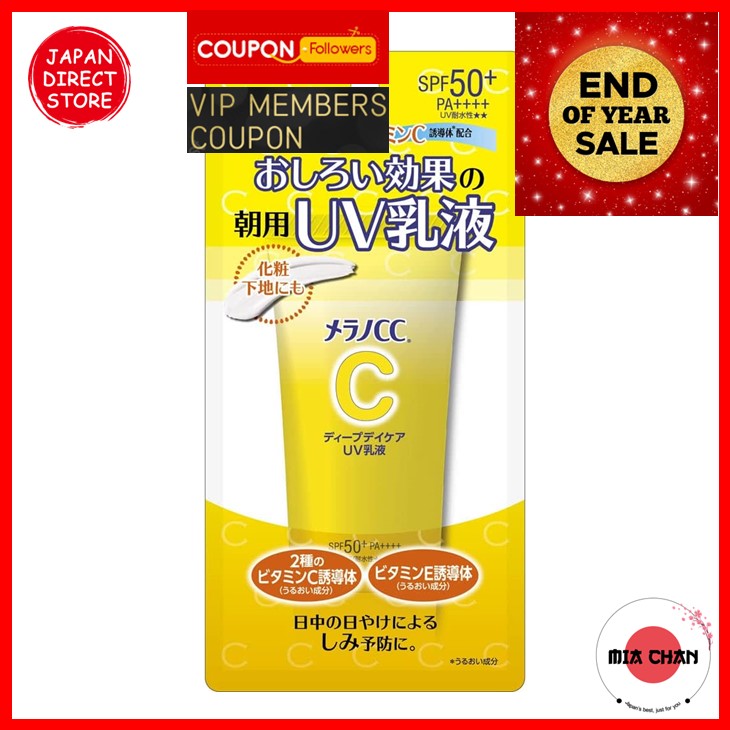 JAPAN
DIRECT
STORE
COUPON Followers
VIP MEMBERS
COUPON
END
OF YEAR
SALE
SPF50+
PA++++
UV耐水性★★
ミンC 誘導体*配合
おしろい効果の
朝用UV乳液
化粧
下地にも
メラノCC®
C
ディープデイケア
UV乳液
SPF50+ PA++++
2種の
ビタミンC誘導体
(うるおい成分)
ビタミンE誘導体
(うるおい成分)
日中の日やけによる
しみ予防に。
*うるおい成分
MIA CHAN
Japan's best, just for you